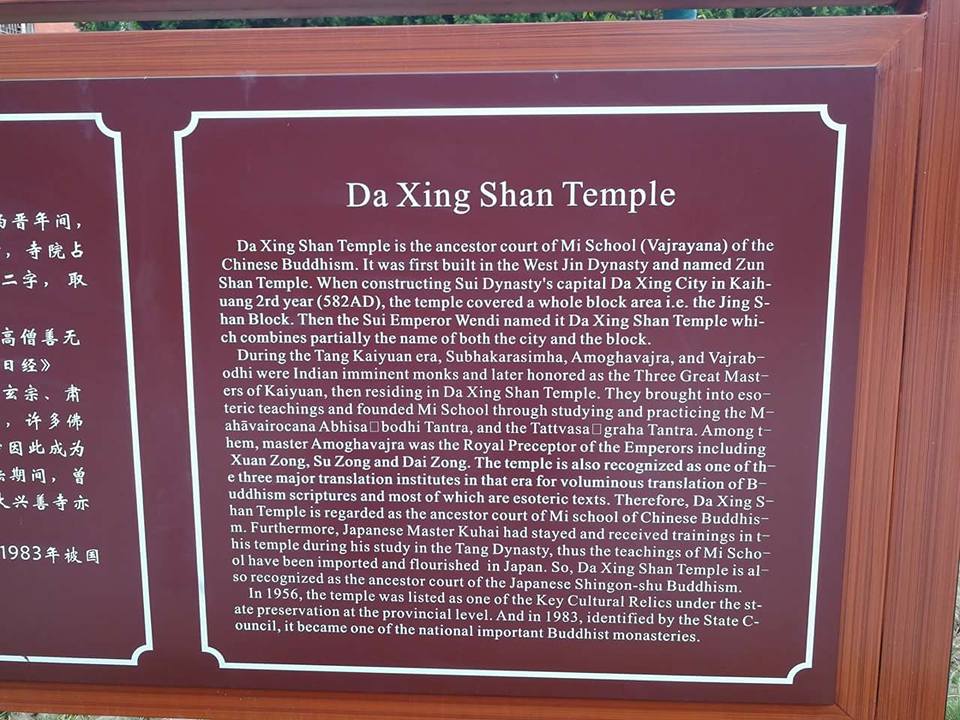 为晋年间，
，寺院占
二字，取
高僧善无
日经》
玄宗、肃
，许多佛
因此成为
期间，曾
大兴善寺亦
1983年被国
Da Xing Shan Temple
Da Xing Shan Temple is the ancestor court of Mi School (Vajrayana) of the
Chinese Buddhism. It was first built in the West Jin Dynasty and named Zun
Shan Temple. When constructing Sui Dynasty's capital Da Xing City in Kaih-
uang 2rd year (582AD), the temple covered a whole block area i.e. the Jing S-
han Block. Then the Sui Emperor Wendi named it Da Xing Shan Temple whi-
ch combines partially the name of both the city and the block.
During the Tang Kaiyuan era, Subhakarasimha, Amoghavajra, and Vajrab-
odhi were Indian imminent monks and later honored as the Three Great Mast-
ers of Kaiyuan, then residing in Da Xing Shan Temple. They brought into eso-
teric teachings and founded Mi School through studying and practicing the M-
ahāvairocana Abhisa□bodhi Tantra, and the Tattvasa□graha Tantra. Among t-
hem, master Amoghavajra was the Royal Preceptor of the Emperors including
Xuan Zong, Su Zong and Dai Zong. The temple is also recognized as one of th-
e three major translation institutes in that era for voluminous translation of B-
uddhism scriptures and most of which are esoteric texts. Therefore, Da Xing S-
han Temple is regarded as the ancestor court of Mi school of Chinese Buddhis-
m. Furthermore, Japanese Master Kuhai had stayed and received trainings in t-
his temple during his study in the Tang Dynasty, thus the teachings of Mi Scho-
ol have been imported and flourished in Japan. So, Da Xing Shan Temple is al-
so recognized as the ancestor court of the Japanese Shingon-shu Buddhism.
In 1956, the temple was listed as one of the Key Cultural Relics under the st-
ate preservation at the provincial level. And in 1983, identified by the State C-
ouncil, it became one of the national important Buddhist monasteries.